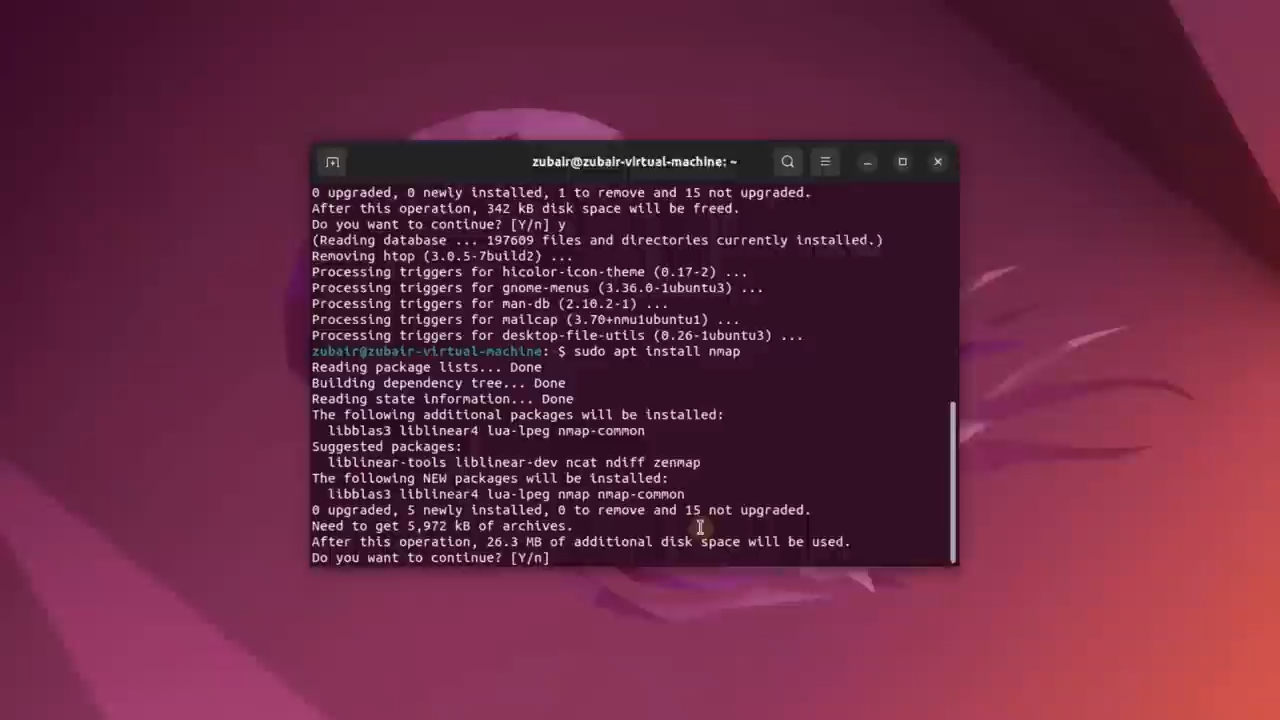 zubair@zubair-virtual-machine: ~
0 upgraded, 0 newly installed, 1 to remove and 15 not upgraded.
After this operation, 342 kB disk space will be freed.
Do you want to continue? [Y/n] y
(Reading database ... 197609 files and directories currently installed.)
Removing htop (3.0.5-7build2) ...
Processing triggers for hicolor-icon-theme (0.17-2) ...
Processing triggers for gnome-menus (3.36.0-1ubuntu3) ...
Processing triggers for man-db (2.10.2-1) ...
Processing triggers for mailcap (3.70+nmu1ubuntu1) ...
Processing triggers for desktop-file-utils (0.26-1ubuntu3) ...
zubair@zubair-virtual-machine: $ sudo apt install nmap
Reading package lists... Done
Building dependency tree... Done
Reading state information... Done
The following additional packages will be installed:
libblas3 liblinear4 lua-lpeg nmap-common
Suggested packages:
liblinear-tools liblinear-dev ncat ndiff zenmap
The following NEW packages will be installed:
libblas3 liblinear4 lua-lpeg nmap nmap-common
0 upgraded, 5 newly installed, 0 to remove and 15 not upgraded.
Need to get 5,972 kB of archives.
After this operation, 26.3 MB of additional disk space will be used.
Do you want to continue? [Y/n]